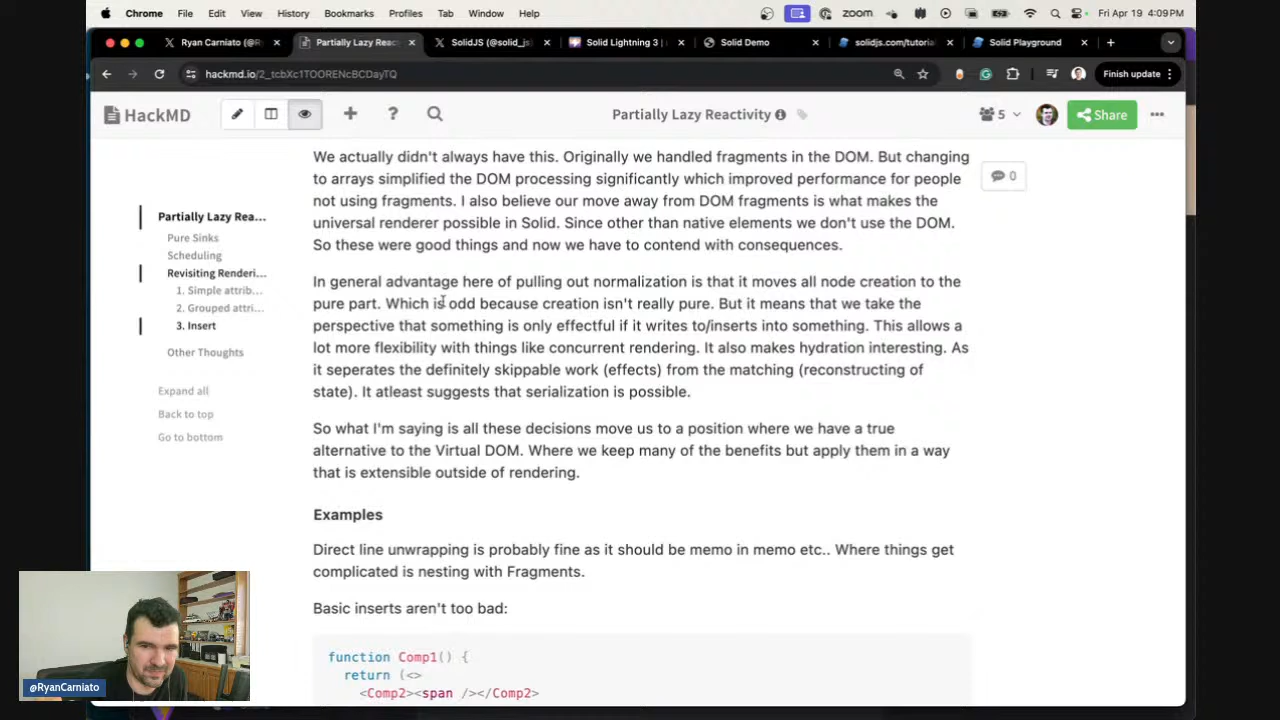 Chrome File Edit View History Bookmarks Profiles Tab Window Help zoom Fri Apr 19 4:09 PM
Ryan Carniato (@R Partially Lazy Reac SolidJS (@solid_js Solid Lightning 3 | Solid Demo solidjs.com/tutoria Solid Playground
hackmd.io/2_tcbXc1TOORENcBCDayTQ Finish update
HackMD Partially Lazy Reactivity 5 Share
We actually didn't always have this. Originally we handled fragments in the DOM. But changing
to arrays simplified the DOM processing significantly which improved performance for people
not using fragments. I also believe our move away from DOM fragments is what makes the
universal renderer possible in Solid. Since other than native elements we don't use the DOM.
So these were good things and now we have to contend with consequences.
0
Partially Lazy Rea...
Pure Sinks
Scheduling
Revisiting Renderi...
1. Simple attrib...
2. Grouped attri...
3. Insert
Other Thoughts
Expand all
Back to top
Go to bottom
In general advantage here of pulling out normalization is that it moves all node creation to the
pure part. Which is odd because creation isn't really pure. But it means that we take the
perspective that something is only effectful if it writes to/inserts into something. This allows a
lot more flexibility with things like concurrent rendering. It also makes hydration interesting. As
it seperates the definitely skippable work (effects) from the matching (reconstructing of
state). It atleast suggests that serialization is possible.
So what I'm saying is all these decisions move us to a position where we have a true
alternative to the Virtual DOM. Where we keep many of the benefits but apply them in a way
that is extensible outside of rendering.
Examples
Direct line unwrapping is probably fine as it should be memo in memo etc.. Where things get
complicated is nesting with Fragments.
Basic inserts aren't too bad:
function Comp1() {
return (<>
<Comp2><span /></Comp2>
@RyanCarniato